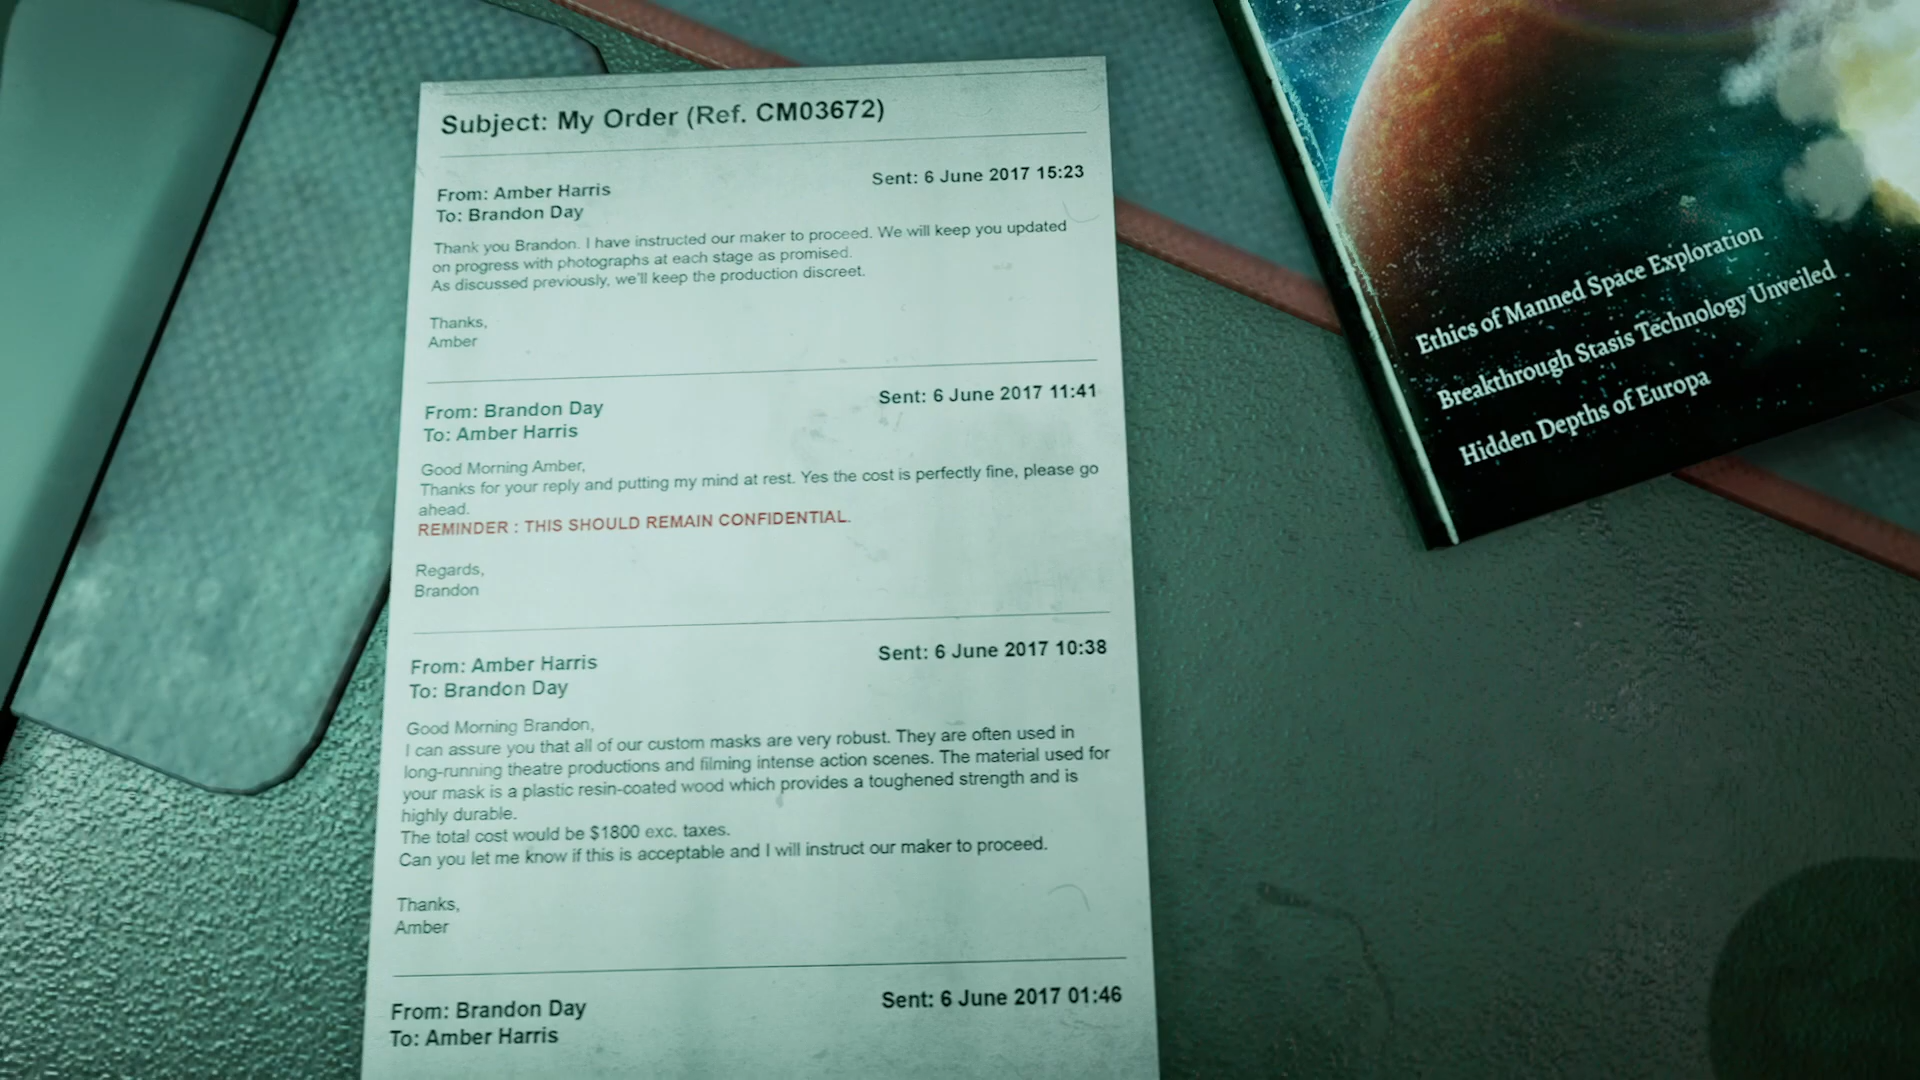 Subject: My Order (Ref. CM03672)
From: Amber Harris
Sent: 6 June 2017 15:23
To: Brandon Day
Thank you Brandon. I have instructed our maker to proceed. We will keep you updated
on progress with photographs at each stage as promised.
As discussed previously, we'll keep the production discreet.
Thanks,
Amber
From: Brandon Day
Sent: 6 June 2017 11:41
To: Amber Harris
Good Morning Amber,
Thanks for your reply and putting my mind at rest. Yes the cost is perfectly fine, please go
ahead.
REMINDER : THIS SHOULD REMAIN CONFIDENTIAL.
Regards,
Brandon
From: Amber Harris
Sent: 6 June 2017 10:38
To: Brandon Day
Good Morning Brandon,
I can assure you that all of our custom masks are very robust. They are often used in
long-running theatre productions and filming intense action scenes. The material used for
your mask is a plastic resin-coated wood which provides a toughened strength and is
highly durable.
The total cost would be $1800 exc. taxes.
Can you let me know if this is acceptable and I will instruct our maker to proceed.
Thanks,
Amber
From: Brandon Day
Sent: 6 June 2017 01:46
To: Amber Harris
Ethics of Manned Space Exploration
Breakthrough Stasis Technology Unveiled
Hidden Depths of Europa